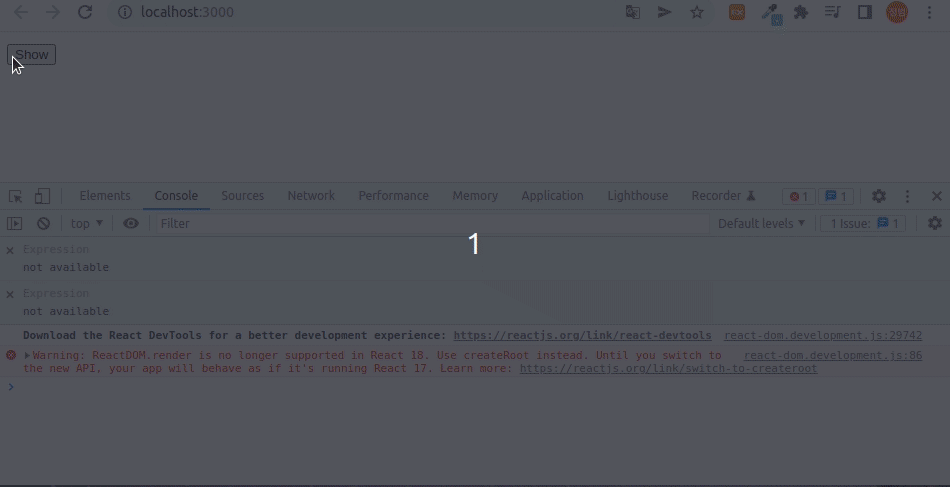 localhost:3000
Show
Elements Console Sources Network Performance Memory Application Lighthouse Recorder 1 1
top Filter Default levels 1 Issue: 1
Expression
not available
1
Expression
not available
Download the React DevTools for a better development experience: https://reactjs.org/link/react-devtools react-dom.development.js:29742
Warning: ReactDOM.render is no longer supported in React 18. Use createRoot instead. Until you switch to react-dom.development.js:86
the new API, your app will behave as if it's running React 17. Learn more: https://reactjs.org/link/switch-to-createroot